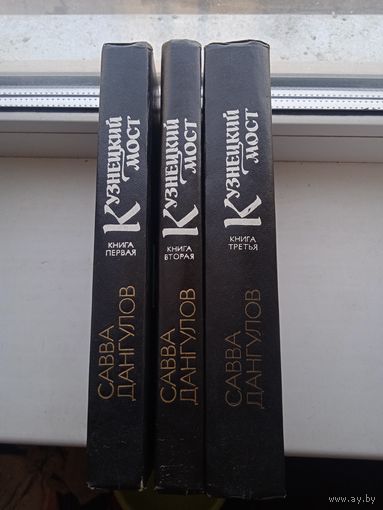 Кузнецкий
мост
КНИГА
ПЕРВАЯ
САВВА
ДАНГУЛОВ
Кузнецкий
мост
КНИГА
ВТОРАЯ
САВВА
ДАНГУЛОВ
Кузнецкий
мост
КНИГА
ТРЕТЬЯ
САВВА
ДАНГУЛОВ
www.ay.by